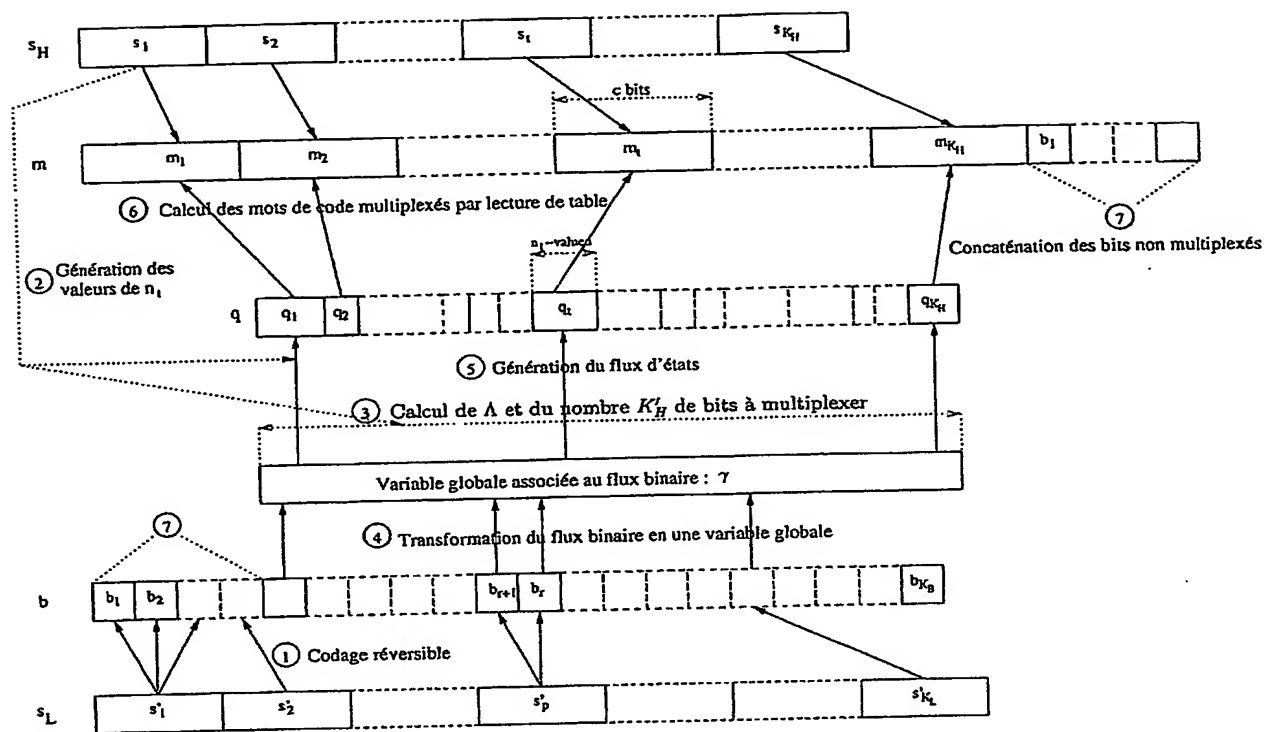 s_H s_1 s_2 s_t s_{K_H}
c bits
m m_1 m_2 m_t m_{K_H} b_1
⑥ Calcul des mots de code multiplexés par lecture de table
⑦
Concaténation des bits non multiplexés
② Génération des
valeurs de n_t
n_t-valued
q q_1 q_2 q_t q_{K_H}
⑤ Génération du flux d'états
③ Calcul de Λ et du nombre K'_H de bits à multiplexer
Variable globale associée au flux binaire : γ
⑦
④ Transformation du flux binaire en une variable globale
b b_1 b_2 b_{r+1} b_r b_{K_B}
① Codage réversible
s_L s'_1 s'_2 s'_p s'_{K_L}